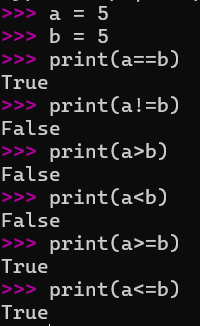 >>> a = 5
>>> b = 5
>>> print(a==b)
True
>>> print(a!=b)
False
>>> print(a>b)
False
>>> print(a<b)
False
>>> print(a>=b)
True
>>> print(a<=b)
True